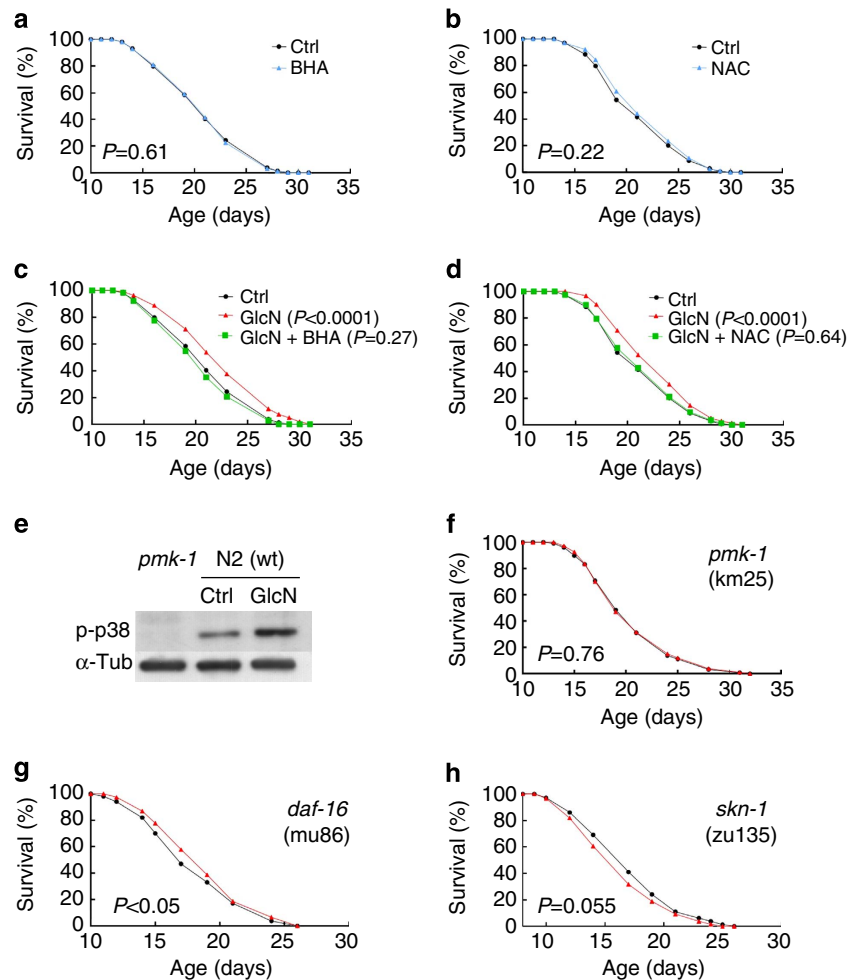 a
Survival (%)
100
80
60
40
20
0
10 15 20 25 30 35
Age (days)
Ctrl
BHA
P=0.61
b
Survival (%)
100
80
60
40
20
0
10 15 20 25 30 35
Age (days)
Ctrl
NAC
P=0.22
c
Survival (%)
100
80
60
40
20
0
10 15 20 25 30 35
Age (days)
Ctrl
GlcN (P<0.0001)
GlcN + BHA (P=0.27)
d
Survival (%)
100
80
60
40
20
0
10 15 20 25 30 35
Age (days)
Ctrl
GlcN (P<0.0001)
GlcN + NAC (P=0.64)
e
pmk-1 N2 (wt)
Ctrl GlcN
p-p38
α-Tub
f
Survival (%)
100
80
60
40
20
0
10 15 20 25 30 35
Age (days)
pmk-1
(km25)
P=0.76
g
Survival (%)
100
80
60
40
20
0
10 15 20 25 30
Age (days)
daf-16
(mu86)
P<0.05
h
Survival (%)
100
80
60
40
20
0
10 15 20 25 30
Age (days)
skn-1
(zu135)
P=0.055